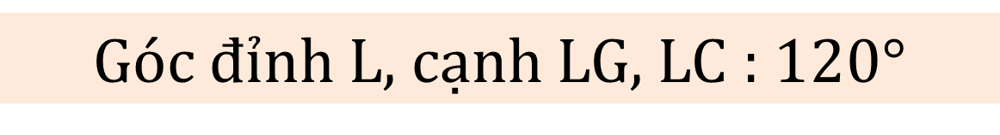 Góc đỉnh L, cạnh LG, LC : 120°